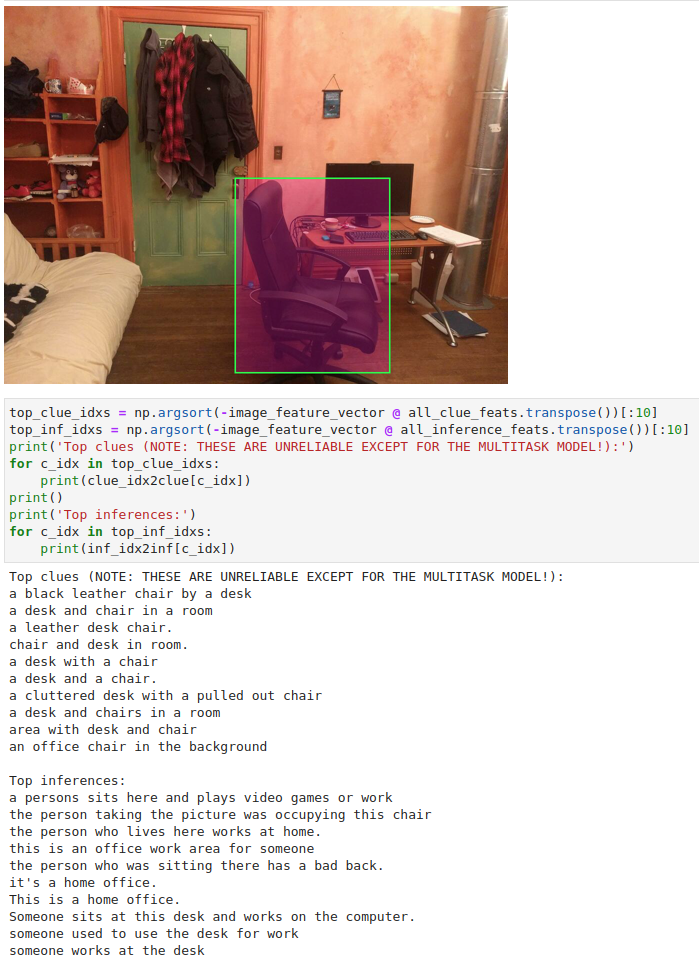 top_clue_idxs = np.argsort(-image_feature_vector @ all_clue_feats.transpose())[:10]
top_inf_idxs = np.argsort(-image_feature_vector @ all_inference_feats.transpose())[:10]
print('Top clues (NOTE: THESE ARE UNRELIABLE EXCEPT FOR THE MULTITASK MODEL!):')
for c_idx in top_clue_idxs:
    print(clue_idx2clue[c_idx])
print()
print('Top inferences:')
for c_idx in top_inf_idxs:
    print(inf_idx2inf[c_idx])
Top clues (NOTE: THESE ARE UNRELIABLE EXCEPT FOR THE MULTITASK MODEL!):
a black leather chair by a desk
a desk and chair in a room
a leather desk chair.
chair and desk in room.
a desk with a chair
a desk and a chair.
a cluttered desk with a pulled out chair
a desk and chairs in a room
area with desk and chair
an office chair in the background
Top inferences:
a persons sits here and plays video games or work
the person taking the picture was occupying this chair
the person who lives here works at home.
this is an office work area for someone
the person who was sitting there has a bad back.
it's a home office.
This is a home office.
Someone sits at this desk and works on the computer.
someone used to use the desk for work
someone works at the desk